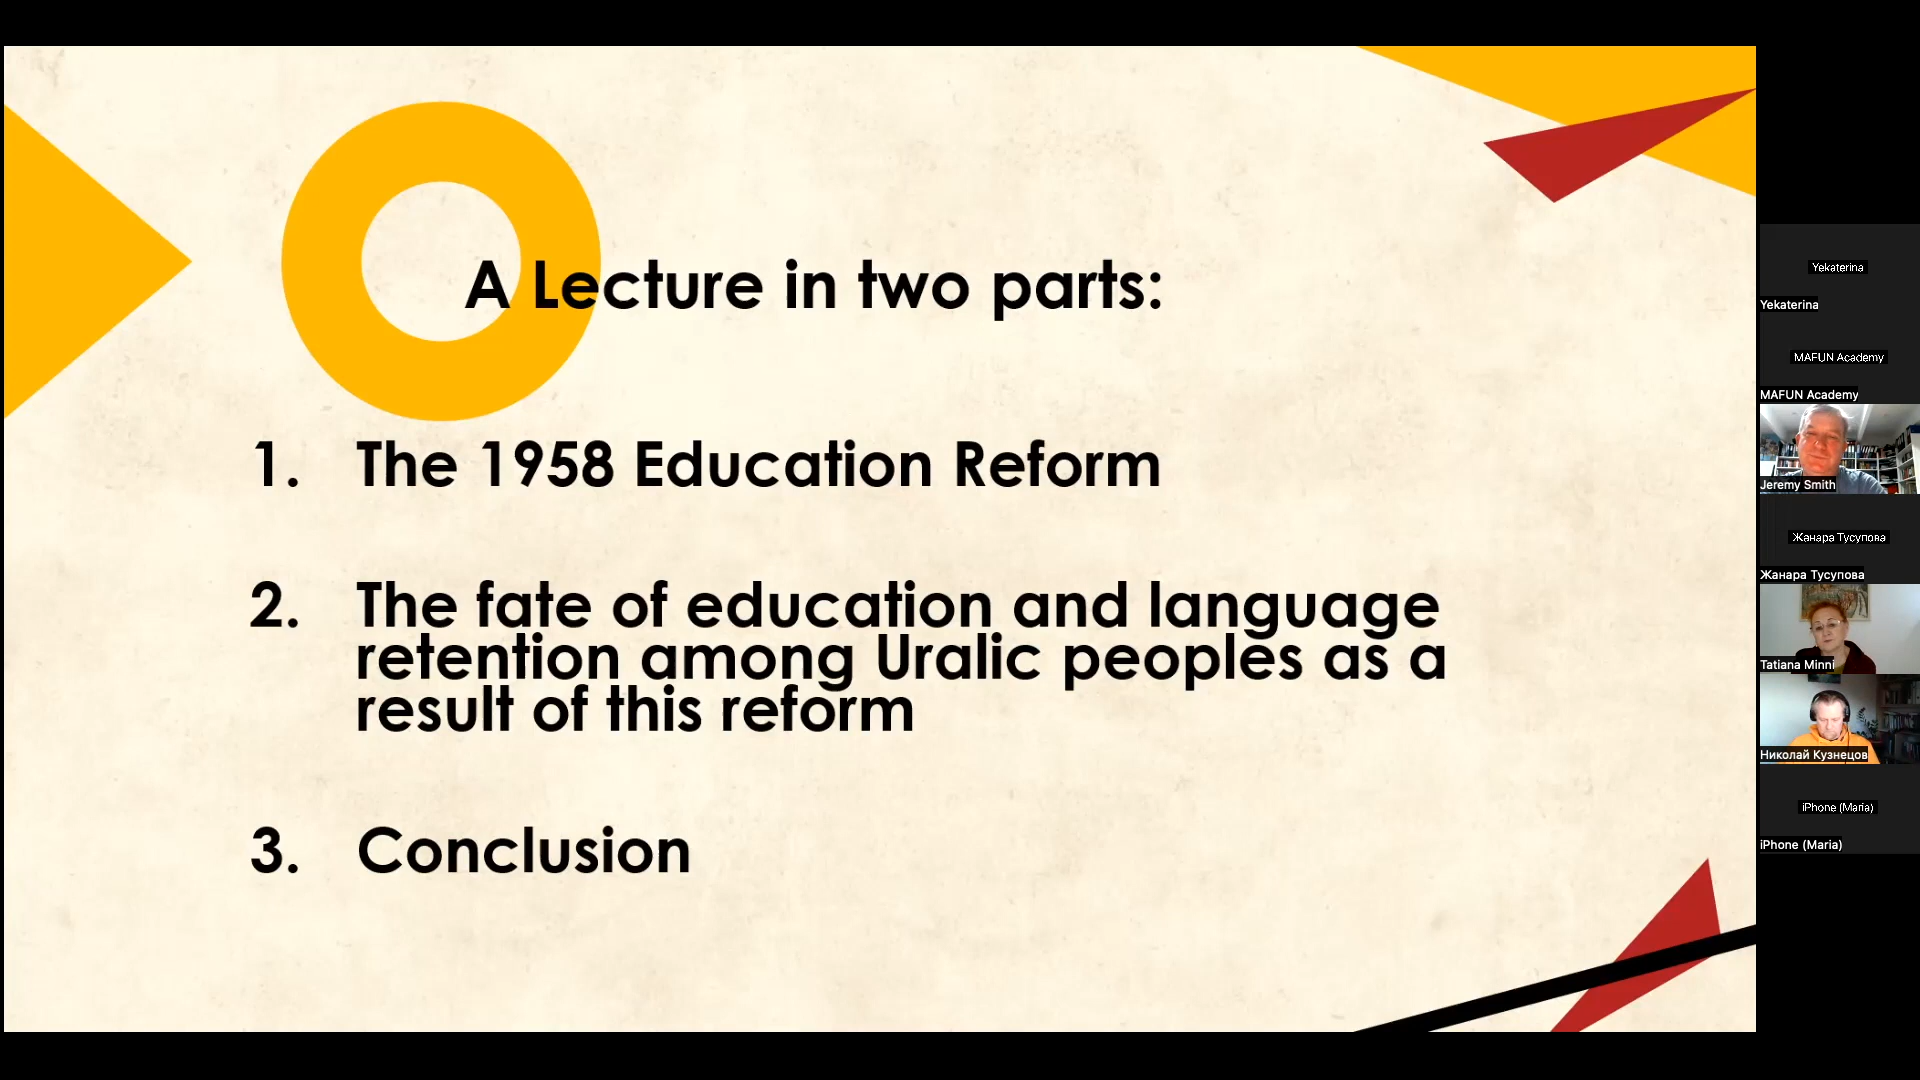 A Lecture in two parts:
1. The 1958 Education Reform
2. The fate of education and language
retention among Uralic peoples as a
result of this reform
3. Conclusion
Yekaterina
Yekaterina
MAFUN Academy
MAFUN Academy
Jeremy Smith
Жанара Тусупова
Жанара Тусупова
Tatiana Minni
Николай Кузнецов
iPhone (Maria)
iPhone (Maria)